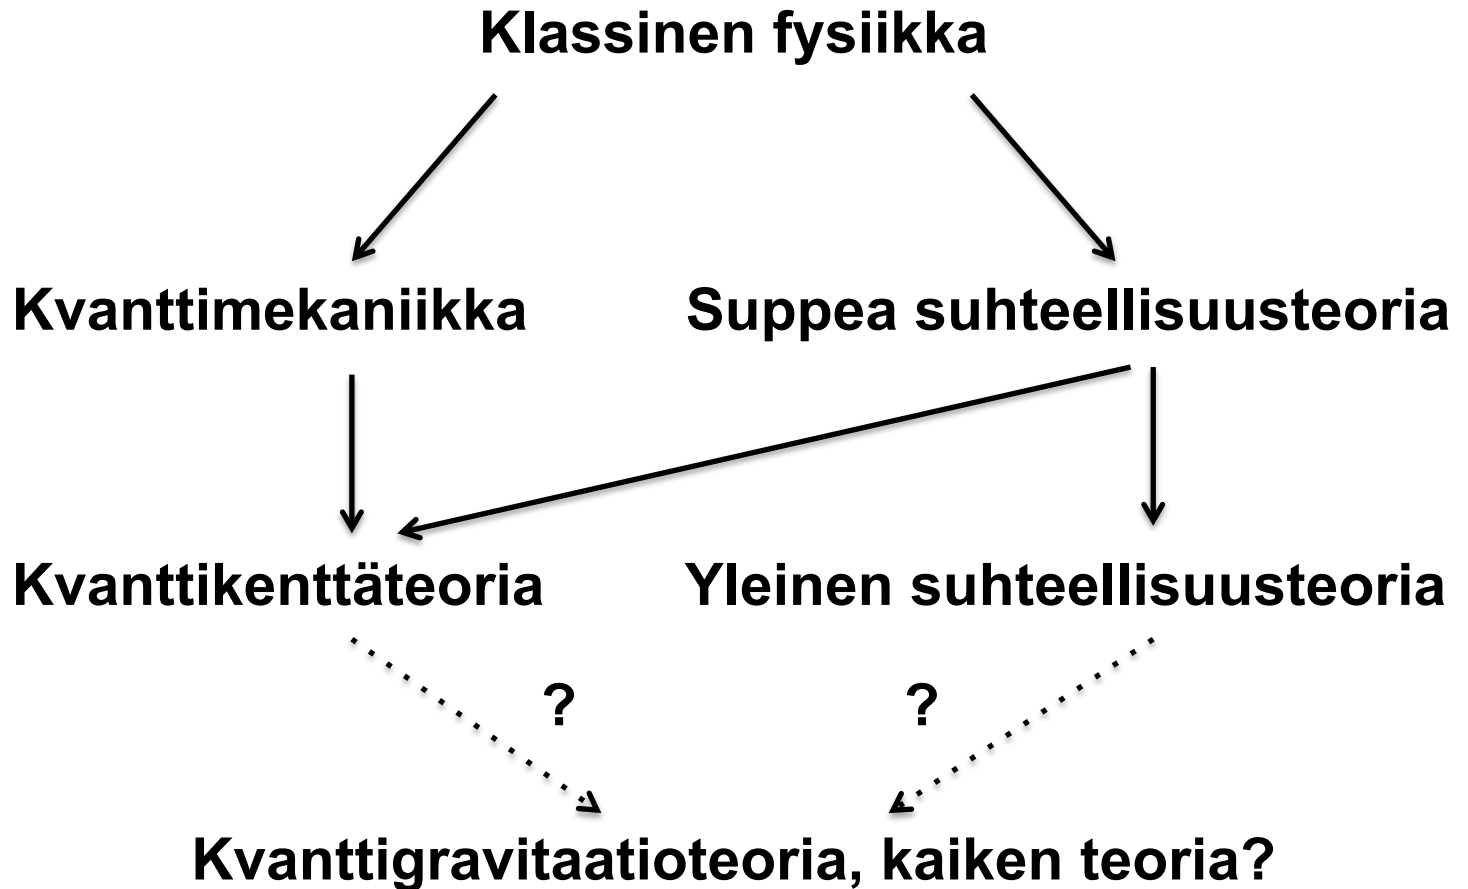 Klassinen fysiikka
Kvanttimekaniikka
Suppea suhteellisuusteoria
Kvanttikenttäteoria
Yleinen suhteellisuusteoria
?
?
Kvanttigravitaatioteoria, kaiken teoria?